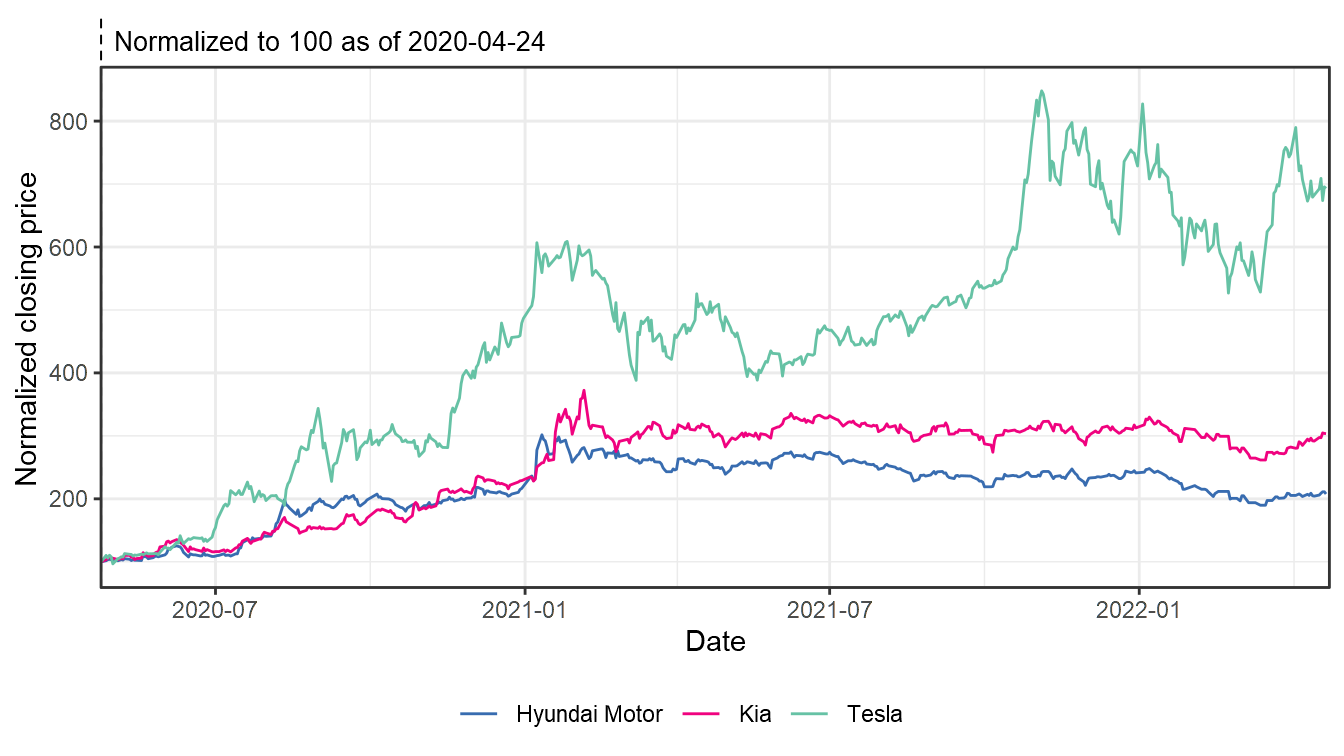 Normalized to 100 as of 2020-04-24
Normalized closing price
800
600
400
200
2020-07 2021-01 2021-07 2022-01
Date
Hyundai Motor Kia Tesla